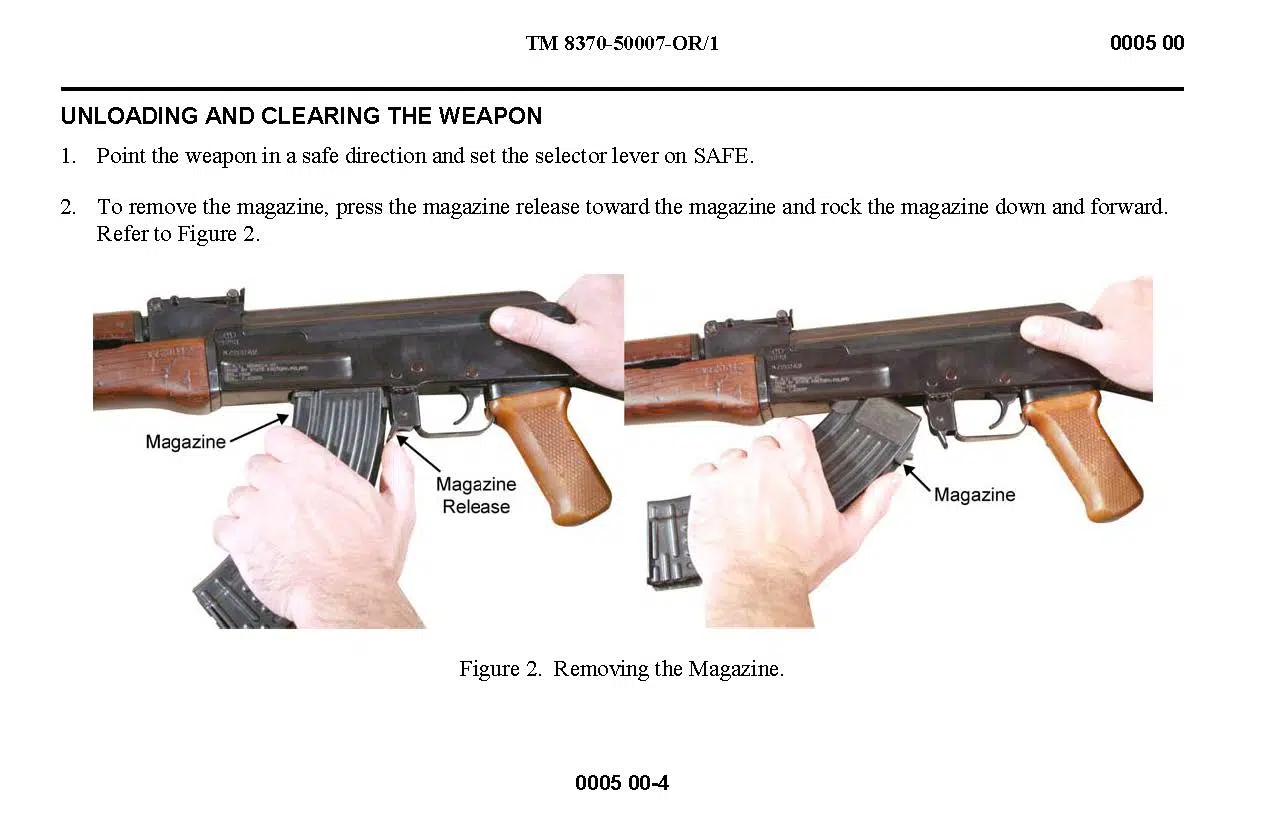 TM 8370-50007-OR/1
0005 00
UNLOADING AND CLEARING THE WEAPON
1. Point the weapon in a safe direction and set the selector lever on SAFE.
2. To remove the magazine, press the magazine release toward the magazine and rock the magazine down and forward.
Refer to Figure 2.
Magazine
Magazine
Release
Magazine
Figure 2. Removing the Magazine.
0005 00-4